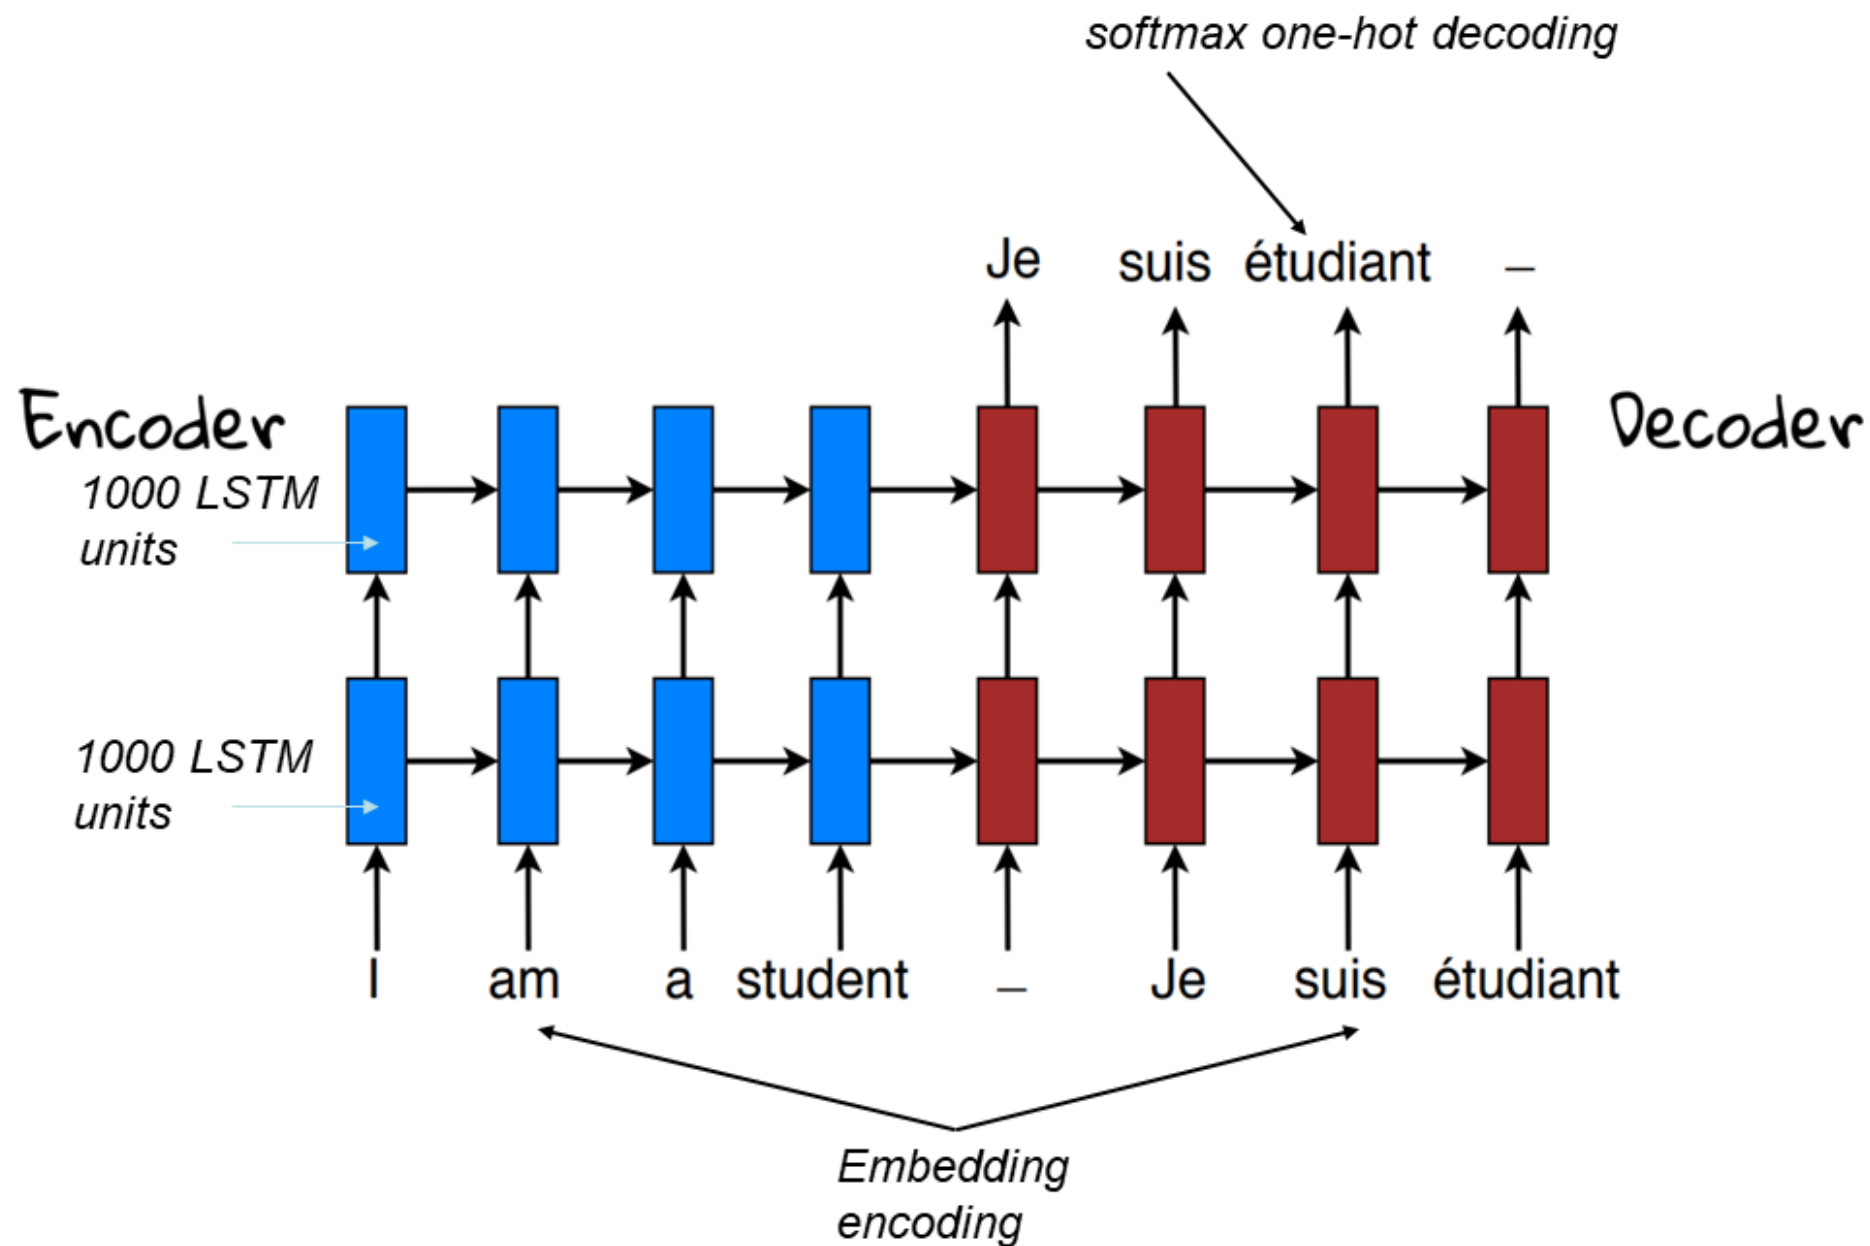 softmax one-hot decoding
Je suis étudiant –
Encoder
Decoder
1000 LSTM
units
1000 LSTM
units
I am a student – Je suis étudiant
Embedding
encoding